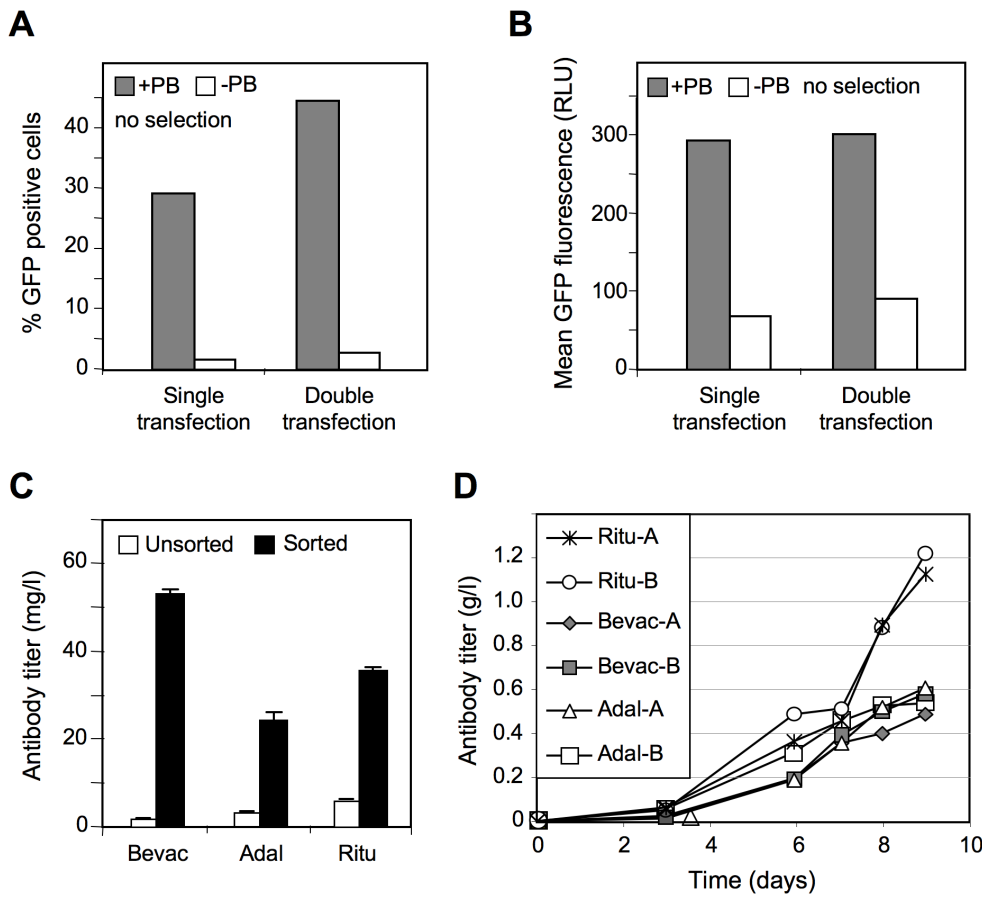 A
+PB -PB
no selection
% GFP positive cells
40
30
20
10
0
Single transfection
Double transfection
B
+PB -PB no selection
Mean GFP fluorescence (RLU)
300
200
100
0
Single transfection
Double transfection
C
Unsorted Sorted
Antibody titer (mg/l)
60
40
20
0
Bevac Adal Ritu
D
Ritu-A
Ritu-B
Bevac-A
Bevac-B
Adal-A
Adal-B
Antibody titer (g/l)
1.2
1.0
0.8
0.6
0.4
0.2
0
0 2 4 6 8 10
Time (days)